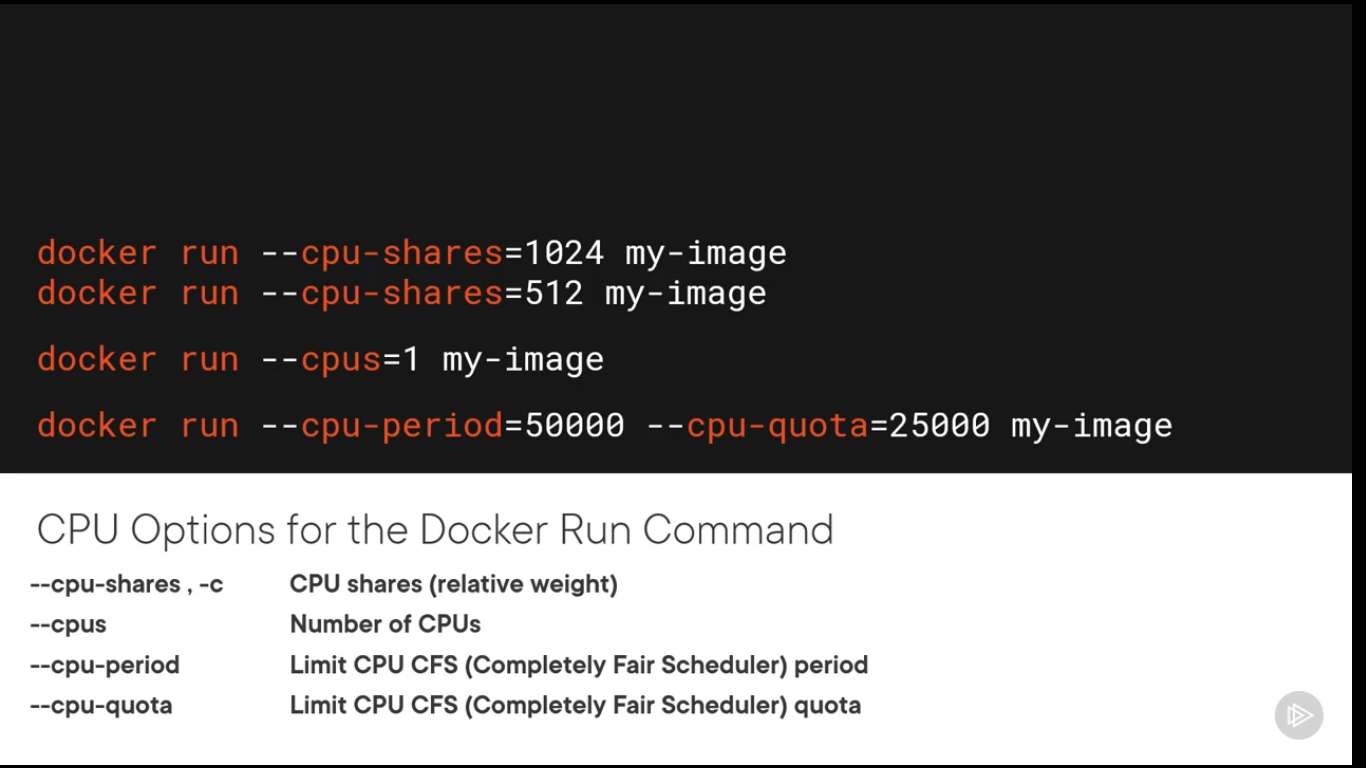 docker run --cpu-shares=1024 my-image
docker run --cpu-shares=512 my-image
docker run --cpus=1 my-image
docker run --cpu-period=50000 --cpu-quota=25000 my-image
CPU Options for the Docker Run Command
--cpu-shares , -c CPU shares (relative weight)
--cpus Number of CPUs
--cpu-period Limit CPU CFS (Completely Fair Scheduler) period
--cpu-quota Limit CPU CFS (Completely Fair Scheduler) quota